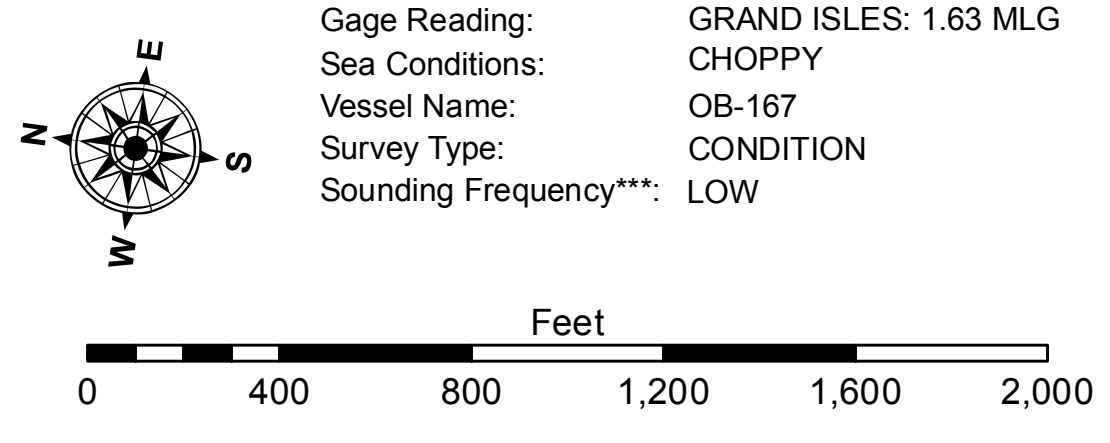 N
E
S
W
Gage Reading: GRAND ISLES: 1.63 MLG
Sea Conditions: CHOPPY
Vessel Name: OB-167
Survey Type: CONDITION
Sounding Frequency***: LOW
Feet
0 400 800 1,200 1,600 2,000